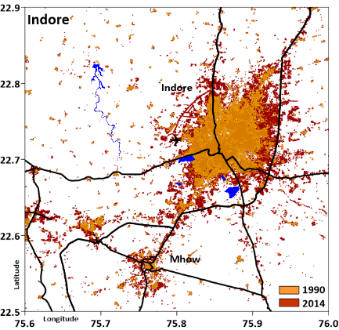 22.9
Indore
22.8
Indore
22.7
22.6
Mhow
Latitude
1990
2014
22.5
75.6
75.7
75.8
75.9
76.0
Longitude